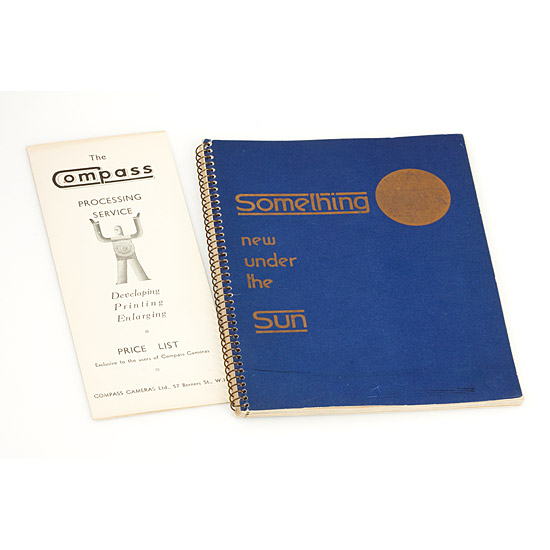 The
Compass
PROCESSING
SERVICE
Developing
Printing
Enlarging
PRICE LIST
Exclusive to the users of Compass Cameras
COMPASS CAMERAS Ltd., 57 Berners St., W.1
Something
new
under
the
Sun